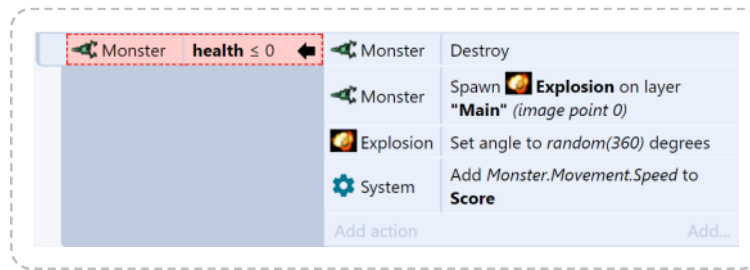 Monster health ≤ 0 Monster Destroy
Monster Spawn Explosion on layer
"Main" (image point 0)
Explosion Set angle to random(360) degrees
System Add Monster.Movement.Speed to
Score
Add action Add...